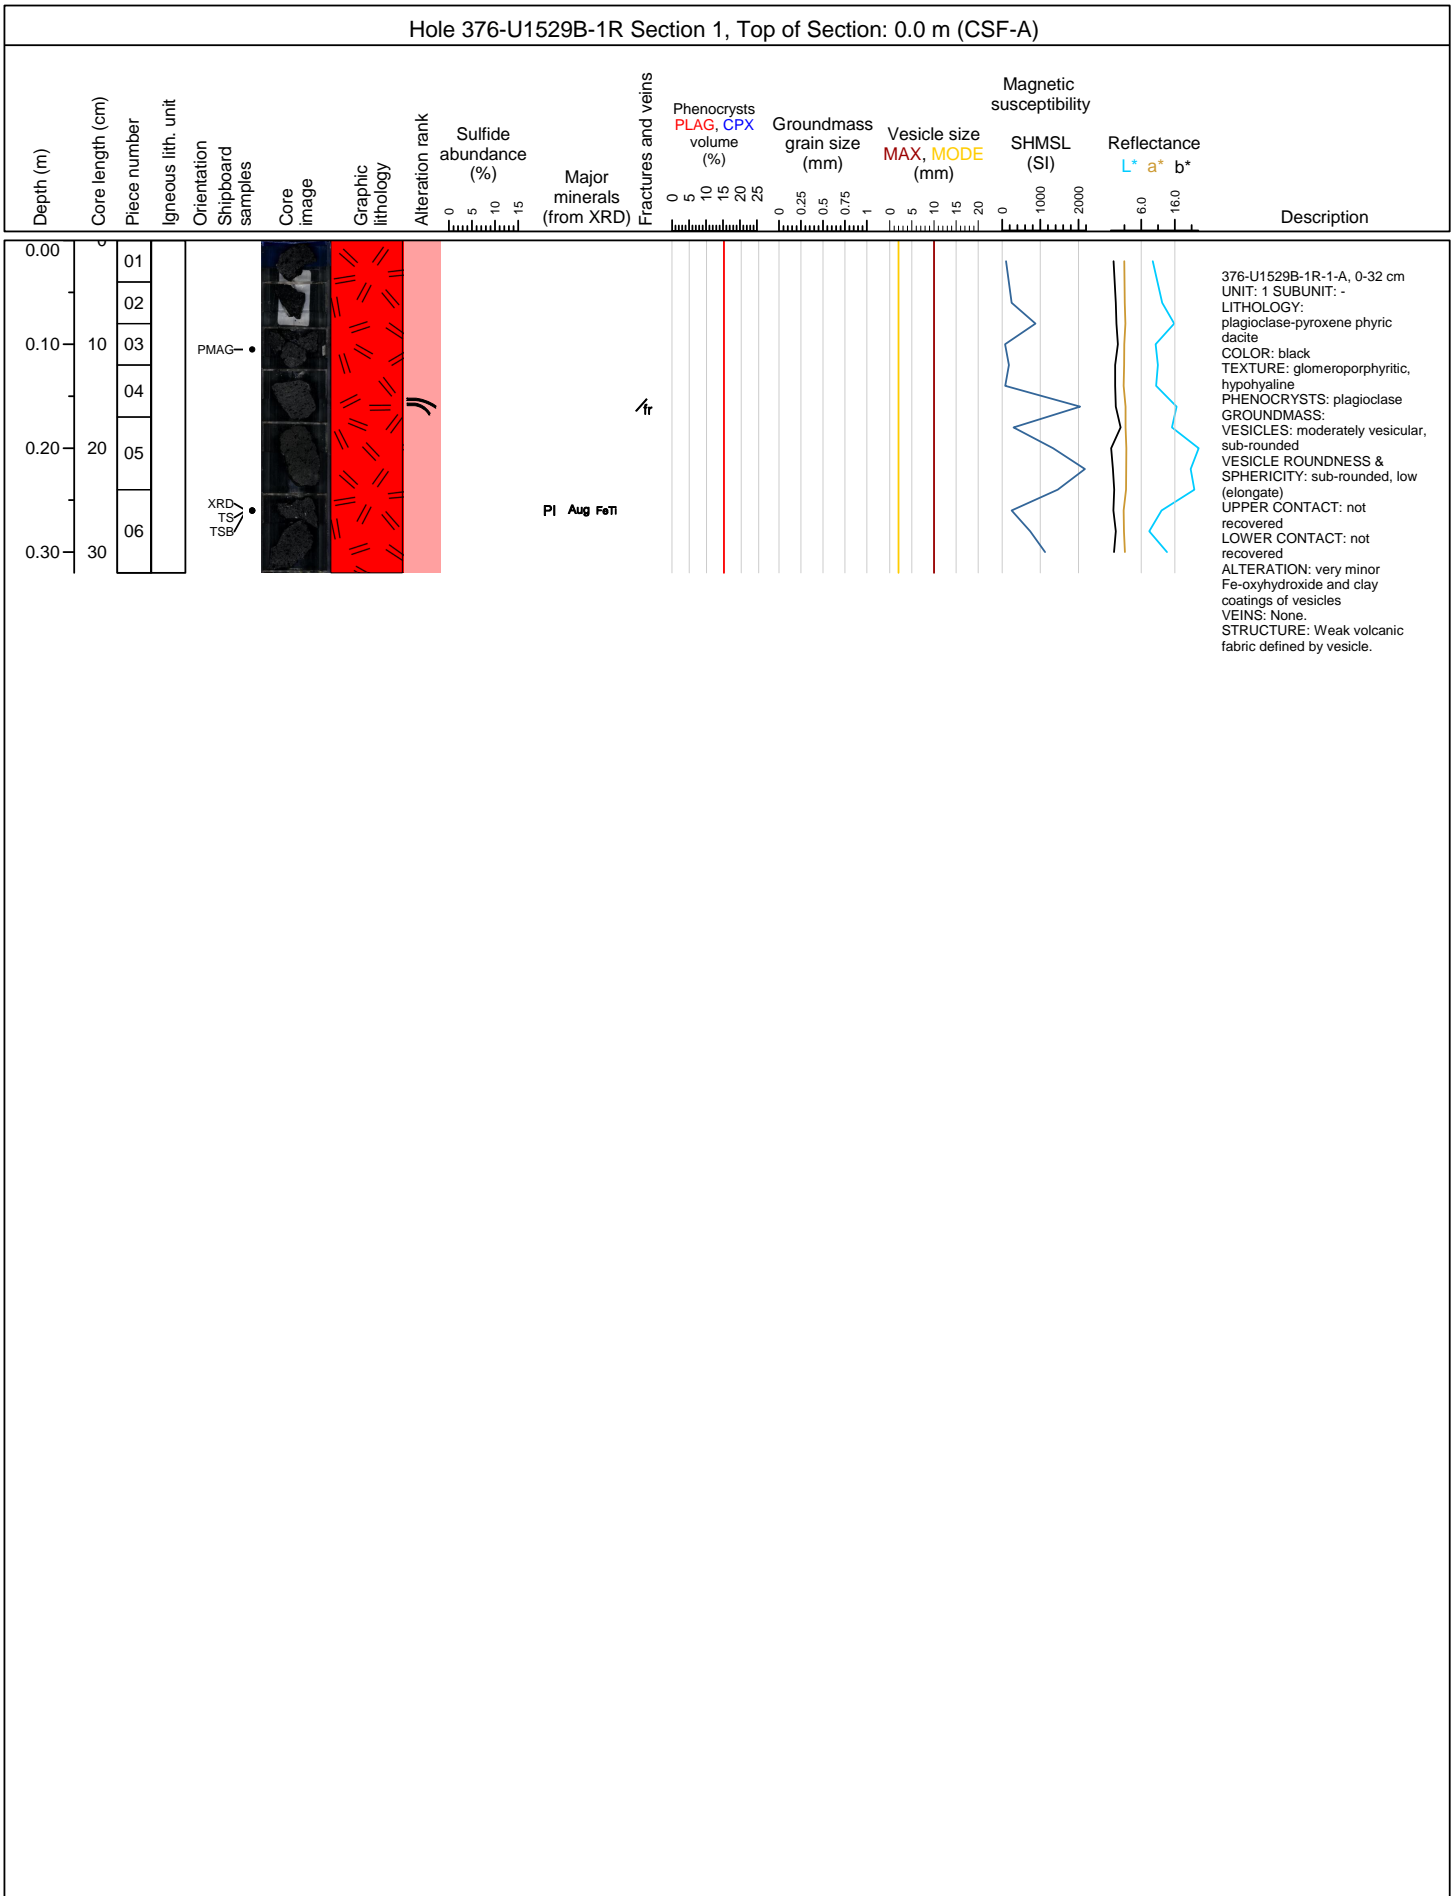 Hole 376-U1529B-1R Section 1, Top of Section: 0.0 m (CSF-A)
Depth (m)
Core length (cm)
Piece number
Igneous lith. unit
Orientation
Shipboard
samples
Core
image
Graphic
lithology
Alteration rank
Sulfide
abundance
(%)
0 5 10 15
Major
minerals
(from XRD)
Fractures and veins
Phenocrysts
PLAG, CPX
volume
(%)
0 5 10 15 20 25
Groundmass
grain size
(mm)
0 0.25 0.5 0.75 1
Vesicle size
MAX, MODE
(mm)
0 5 10 15 20
Magnetic
susceptibility
SHMSL
(SI)
0 1000 2000
Reflectance
L* a* b*
6.0 16.0
Description
0.00 0 01
02
0.10 10 03
PMAG
04
fr
0.20 20 05
XRD
TS
TSB
Pl Aug FeTi
06
0.30 30
376-U1529B-1R-1-A, 0-32 cm
UNIT: 1 SUBUNIT: -
LITHOLOGY:
plagioclase-pyroxene phyric
dacite
COLOR: black
TEXTURE: glomeroporphyritic,
hypohyaline
PHENOCRYSTS: plagioclase
GROUNDMASS:
VESICLES: moderately vesicular,
sub-rounded
VESICLE ROUNDNESS &
SPHERICITY: sub-rounded, low
(elongate)
UPPER CONTACT: not
recovered
LOWER CONTACT: not
recovered
ALTERATION: very minor
Fe-oxyhydroxide and clay
coatings of vesicles
VEINS: None.
STRUCTURE: Weak volcanic
fabric defined by vesicle.